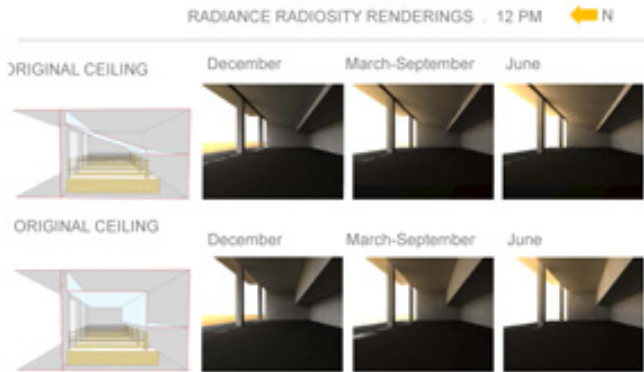 RADIANCE RADIOSITY RENDERINGS . 12 PM N
ORIGINAL CEILING
December March-September June
ORIGINAL CEILING
December March-September June